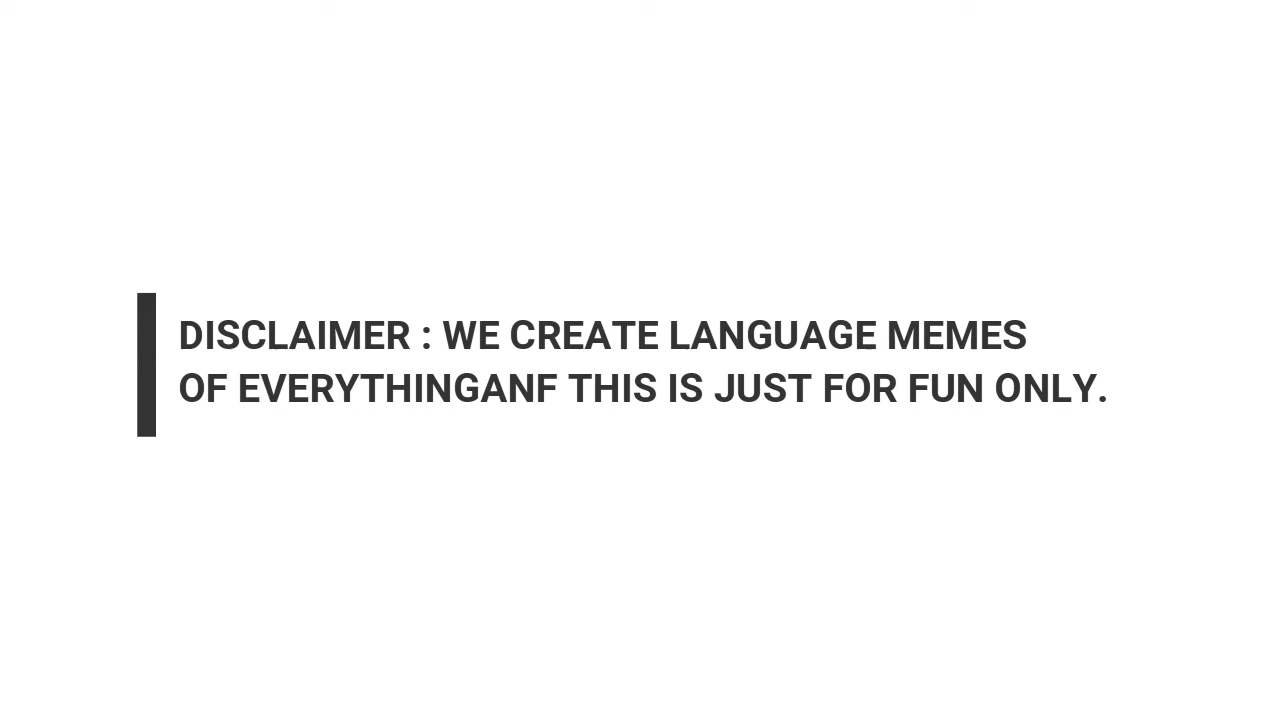 DISCLAIMER : WE CREATE LANGUAGE MEMES
OF EVERYTHINGANF THIS IS JUST FOR FUN ONLY.